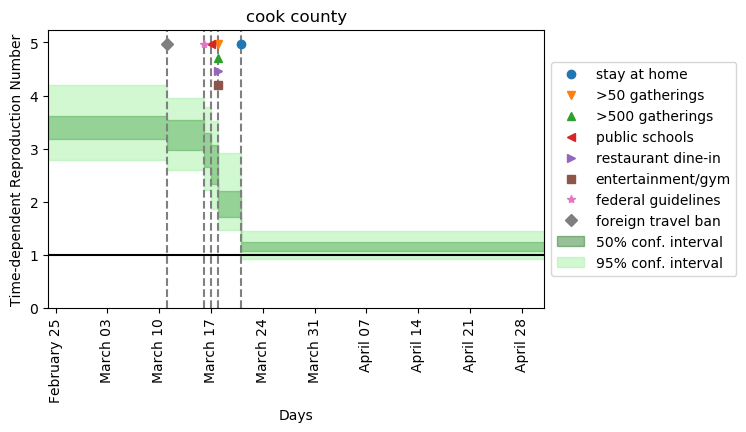 cook county
Time-dependent Reproduction Number
5
4
3
2
1
0
February 25
March 03
March 10
March 17
March 24
March 31
April 07
April 14
April 21
April 28
Days
stay at home
>50 gatherings
>500 gatherings
public schools
restaurant dine-in
entertainment/gym
federal guidelines
foreign travel ban
50% conf. interval
95% conf. interval